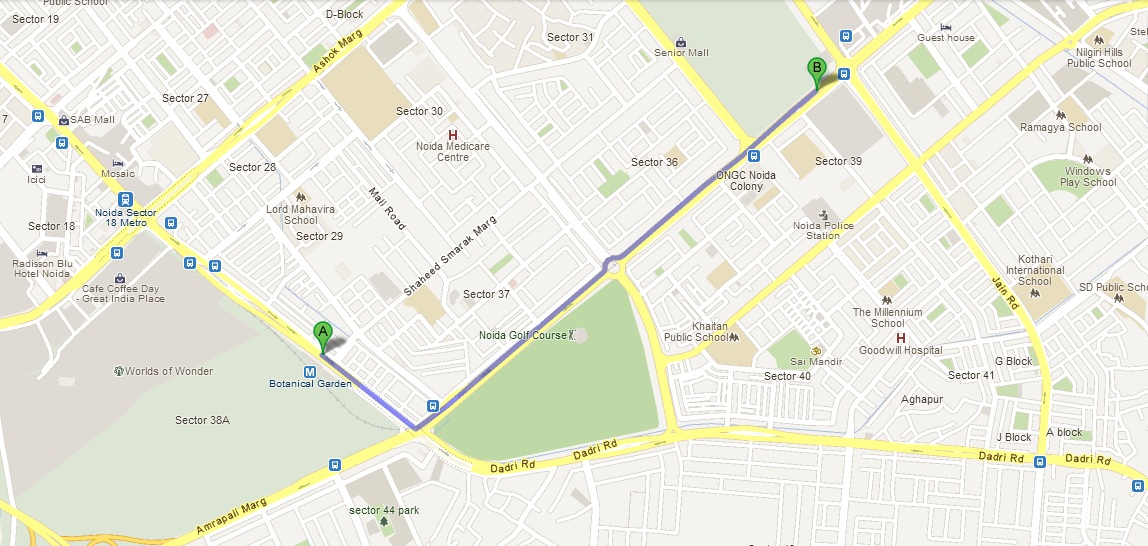 Public School
Sector 19
D-Block
Ashok Marg
Sector 31
Senior Mall
B
Guest house
Nilgiri Hills
Public School
Sector 27
Sector 30
7
SAB Mall
H
Noida Medicare
Centre
Ramagya School
Icici
Mosaic
Sector 28
Sector 36
Sector 39
ONGC Noida
Colony
Windows
Play School
Noida Sector
18 Metro
Lord Mahavira
School
Mall Road
Sector 18
Sector 29
Shaheed Smarak Marg
Noida Police
Station
Radisson Blu
Hotel Noida
Cafe Coffee Day
- Great India Place
Sector 37
Kothari
International
School
SD Public
Jain Rd
The Millennium
School
A
Noida Golf Course
Khaitan
Public School
H
Goodwill Hospital
Sai Mandir
G Block
Worlds of Wonder
M
Botanical Garden
Sector 40
Sector 41
Aghapur
Sector 38A
J Block
A block
Dadri Rd
Dadri Rd
Dadri Rd
Dadri Rd
Amrapali Marg
sector 44 park